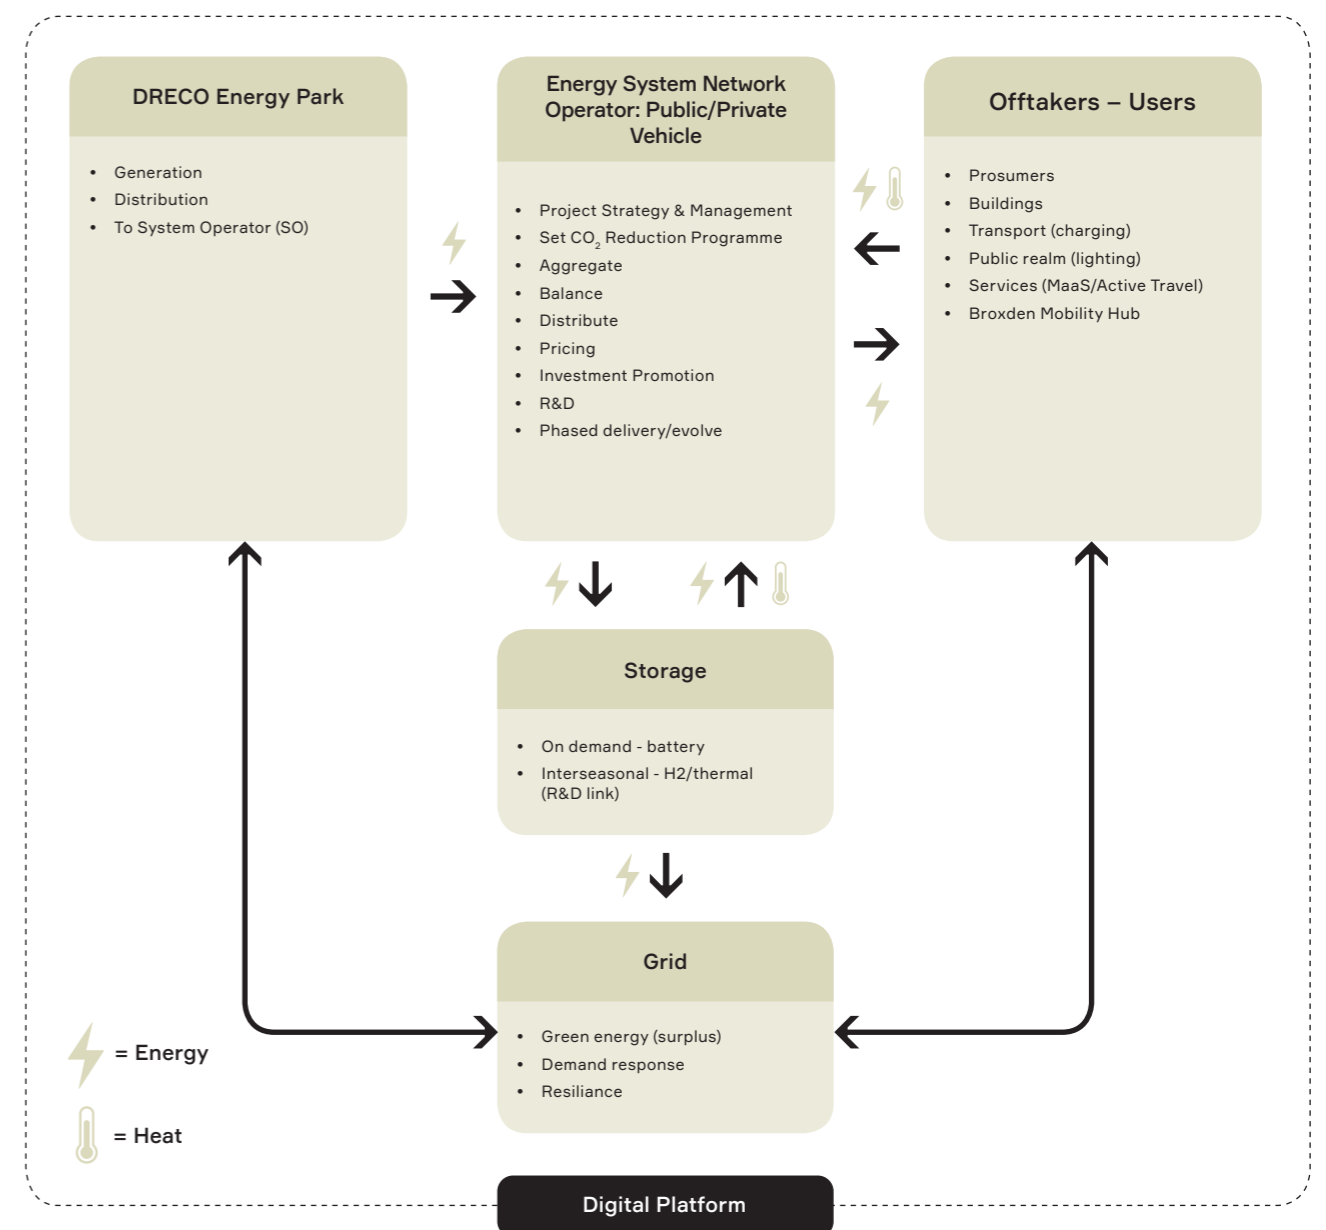 DRECO Energy Park
• Generation
• Distribution
• To System Operator (SO)
Energy System Network
Operator: Public/Private
Vehicle
• Project Strategy & Management
• Set CO₂ Reduction Programme
• Aggregate
• Balance
• Distribute
• Pricing
• Investment Promotion
• R&D
• Phased delivery/evolve
Offtakers – Users
• Prosumers
• Buildings
• Transport (charging)
• Public realm (lighting)
• Services (MaaS/Active Travel)
• Broxden Mobility Hub
Storage
• On demand - battery
• Interseasonal - H2/thermal
(R&D link)
Grid
• Green energy (surplus)
• Demand response
• Resiliance
= Energy
= Heat
Digital Platform